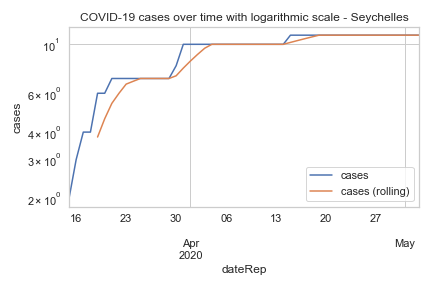 COVID-19 cases over time with logarithmic scale - Seychelles
10¹
6 × 10⁰
4 × 10⁰
3 × 10⁰
2 × 10⁰
cases
cases
cases (rolling)
16 23 30 06 13 20 27
Apr May
2020
dateRep